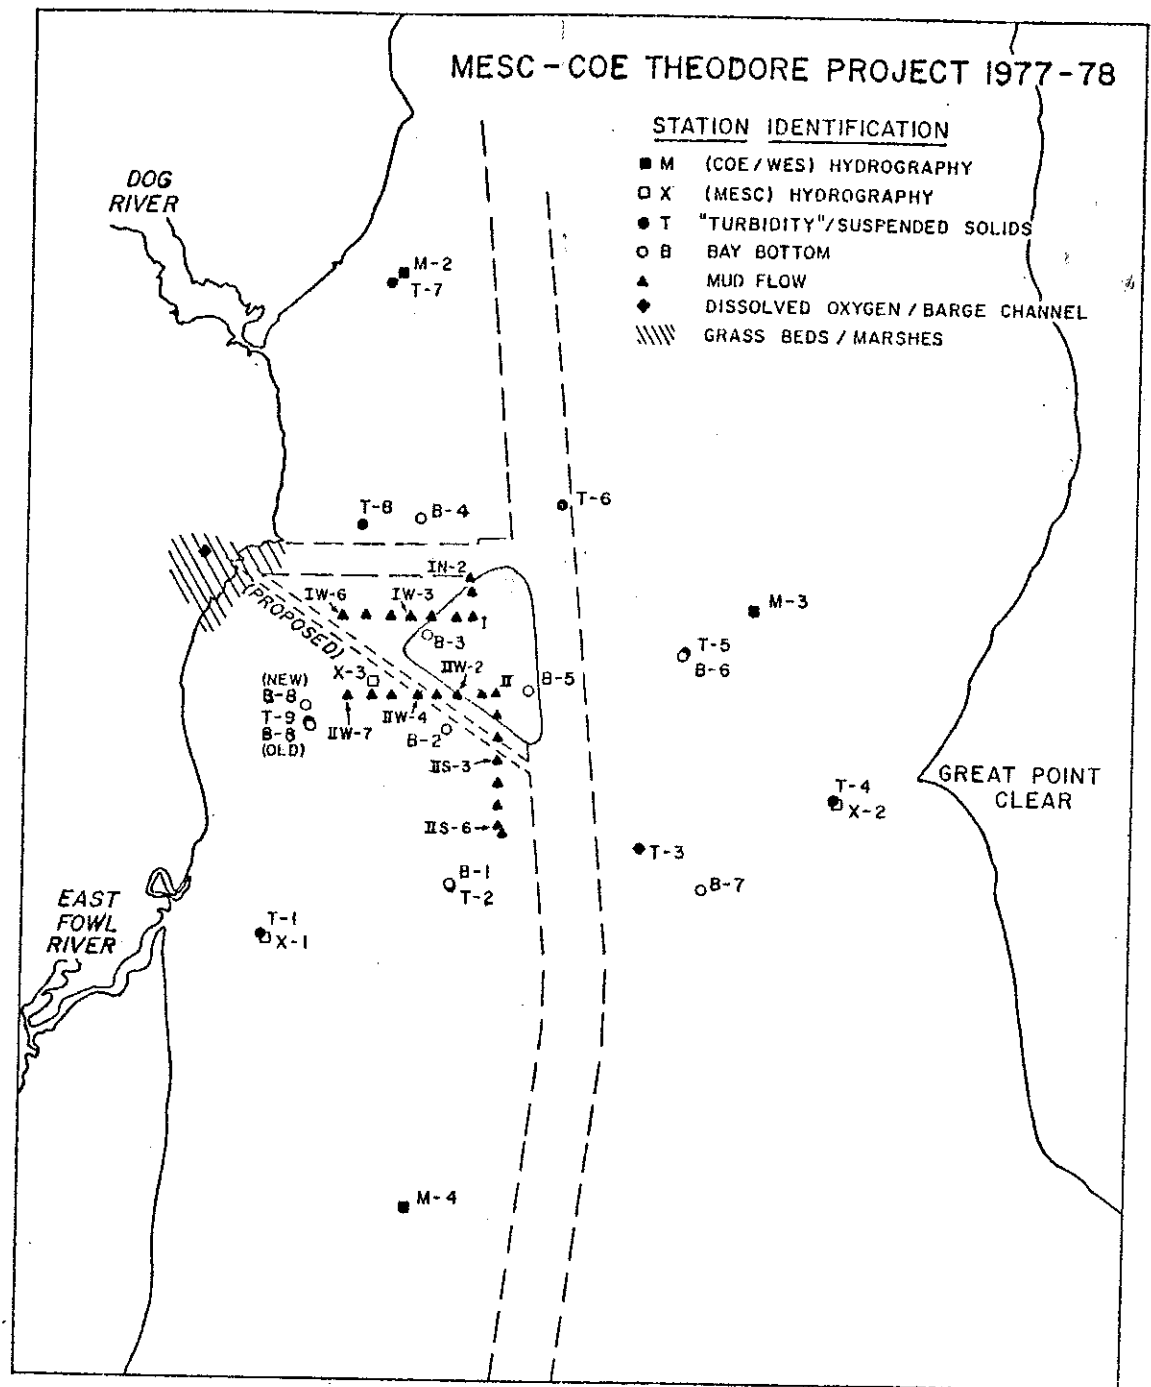 MESC-COE THEODORE PROJECT 1977-78
STATION IDENTIFICATION
M (COE/WES) HYDROGRAPHY
X (MESC) HYDROGRAPHY
T "TURBIDITY"/SUSPENDED SOLIDS
B BAY BOTTOM
MUD FLOW
DISSOLVED OXYGEN / BARGE CHANNEL
GRASS BEDS / MARSHES
DOG
RIVER
M-2
T-7
T-6
T-8
B-4
IN-2
IW-6
IW-3
I
(PROPOSED)
B-3
M-3
T-5
B-6
X-3
IIW-2
II
B-5
(NEW)
B-8
T-9
B-8
(OLD)
IIW-7
IIW-4
B-2
IIS-3
GREAT POINT
CLEAR
T-4
X-2
IIS-6
T-3
B-7
B-1
T-2
EAST
FOWL
RIVER
T-1
X-1
M-4